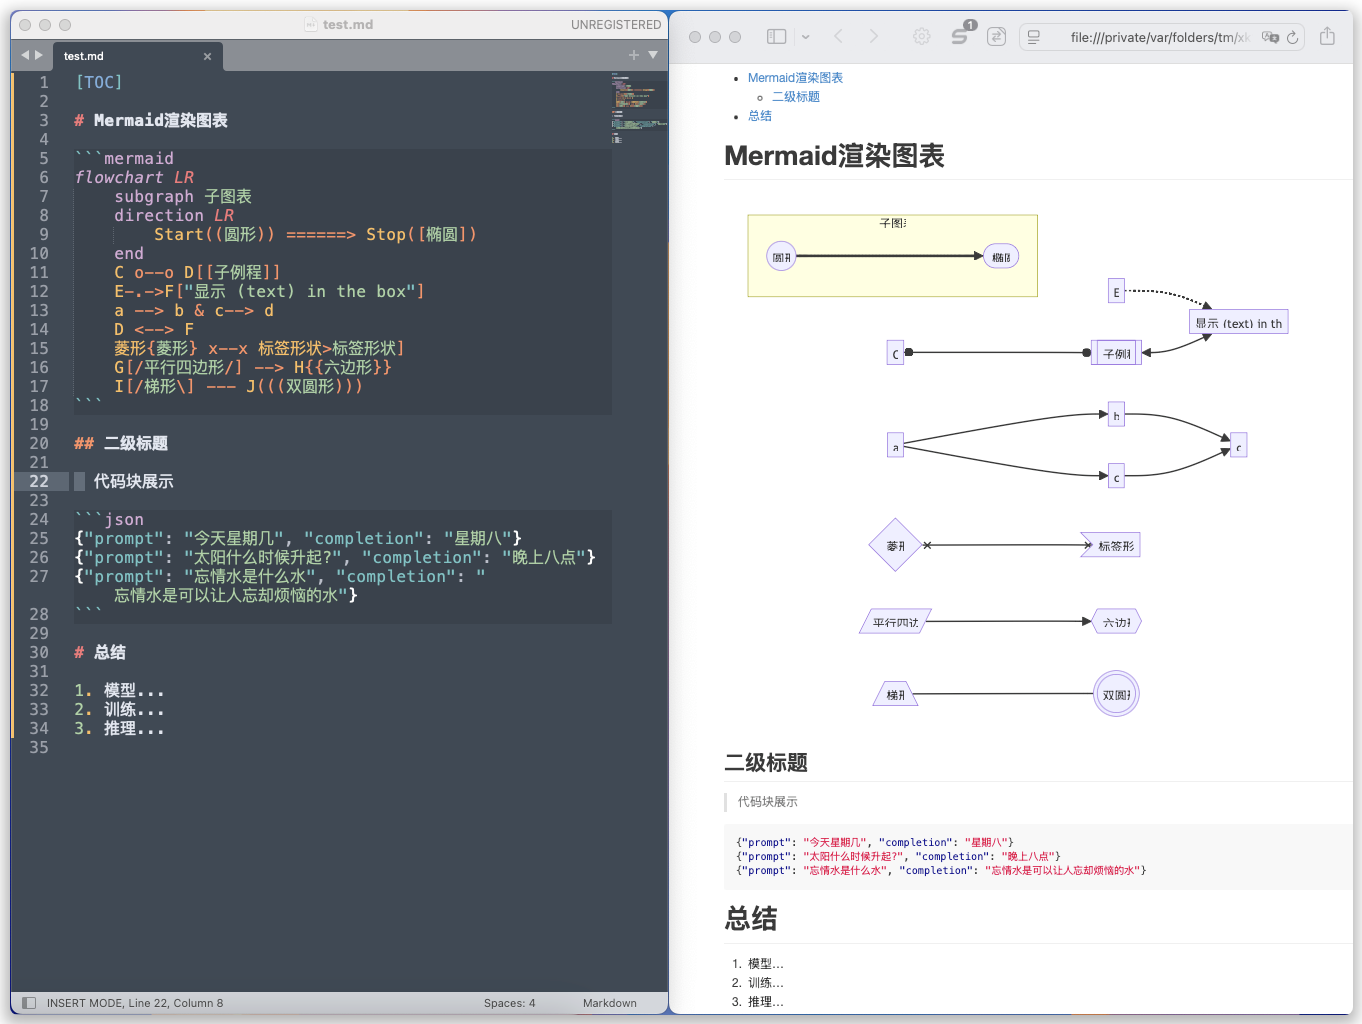 test.md
UNREGISTERED
test.md
1 [TOC]
2
3 # Mermaid渲染图表
4
5 ```mermaid
6 flowchart LR
7 subgraph 子图表
8 direction LR
9 Start((圆形)) ======> Stop([椭圆])
10 end
11 C o--o D[[子例程]]
12 E-.->F["显示 (text) in the box"]
13 a --> b & c--> d
14 D <--> F
15 菱形{菱形} x--x 标签形状>标签形状]
16 G[/平行四边形/] --> H{{六边形}}
17 I[/梯形\] --- J(((双圆形)))
18 ```
19
20 ## 二级标题
21
22 代码块展示
23
24 ```json
25 {"prompt": "今天星期几", "completion": "星期八"}
26 {"prompt": "太阳什么时候升起?", "completion": "晚上八点"}
27 {"prompt": "忘情水是什么水", "completion": "
忘情水是可以让人忘却烦恼的水"}
28 ```
29
30 # 总结
31
32 1. 模型...
33 2. 训练...
34 3. 推理...
35
INSERT MODE, Line 22, Column 8
Spaces: 4
Markdown
1
file:///private/var/folders/tm/xk
Mermaid渲染图表
二级标题
总结
Mermaid渲染图表
子图
圆
椭
E
显示 (text) in th
C
子例
b
a
c
菱
标签形
平行四边
六边
梯
双圆
二级标题
代码块展示
{"prompt": "今天星期几", "completion": "星期八"}
{"prompt": "太阳什么时候升起?", "completion": "晚上八点"}
{"prompt": "忘情水是什么水", "completion": "忘情水是可以让人忘却烦恼的水"}
总结
1. 模型...
2. 训练...
3. 推理...